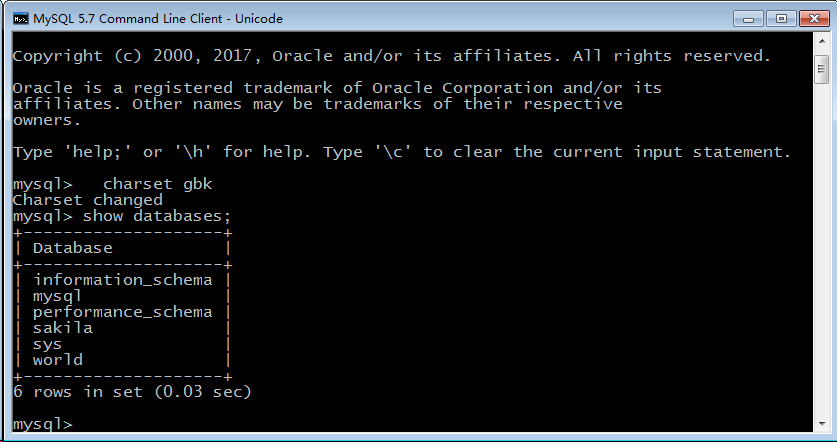 MySQL 5.7 Command Line Client - Unicode
Copyright (c) 2000, 2017, Oracle and/or its affiliates. All rights reserved.
Oracle is a registered trademark of Oracle Corporation and/or its
affiliates. Other names may be trademarks of their respective
owners.
Type 'help;' or '\h' for help. Type '\c' to clear the current input statement.
mysql>   charset gbk
Charset changed
mysql> show databases;
+--------------------+
| Database           |
+--------------------+
| information_schema |
| mysql              |
| performance_schema |
| sakila             |
| sys                |
| world              |
+--------------------+
6 rows in set (0.03 sec)
mysql>